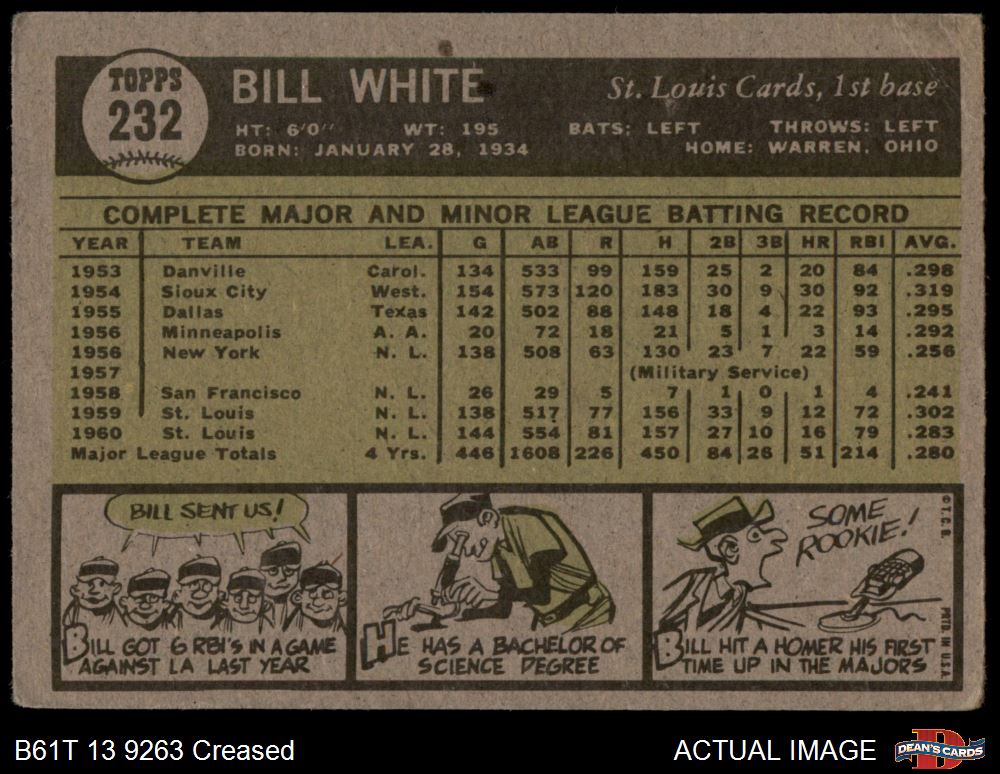 TOPPS
232
BILL WHITE
St. Louis Cards, 1st base
HT: 6'0" WT: 195 BATS: LEFT THROWS: LEFT
BORN: JANUARY 28, 1934 HOME: WARREN, OHIO
COMPLETE MAJOR AND MINOR LEAGUE BATTING RECORD
YEAR TEAM LEA. G AB R H 2B 3B HR RBI AVG.
1953 Danville Carol. 134 533 99 159 25 2 20 84 .298
1954 Sioux City West. 154 573 120 183 30 9 30 92 .319
1955 Dallas Texas 142 502 88 148 18 4 22 93 .295
1956 Minneapolis A. A. 20 72 18 21 5 1 3 14 .292
1956 New York N. L. 138 508 63 130 23 7 22 59 .256
1957 (Military Service)
1958 San Francisco N. L. 26 29 5 7 1 0 1 4 .241
1959 St. Louis N. L. 138 517 77 156 33 9 12 72 .302
1960 St. Louis N. L. 144 554 81 157 27 10 16 79 .283
Major League Totals 4 Yrs. 446 1608 226 450 84 26 51 214 .280
BILL SENT US!
BILL GOT 6 RBI'S IN A GAME
AGAINST LA LAST YEAR
HE HAS A BACHELOR OF
SCIENCE DEGREE
SOME
ROOKIE!
BILL HIT A HOMER HIS FIRST
TIME UP IN THE MAJORS
© T.C.G. PRTD IN U.S.A.
B61T 13 9263 Creased
ACTUAL IMAGE
D
DEAN'S CARDS